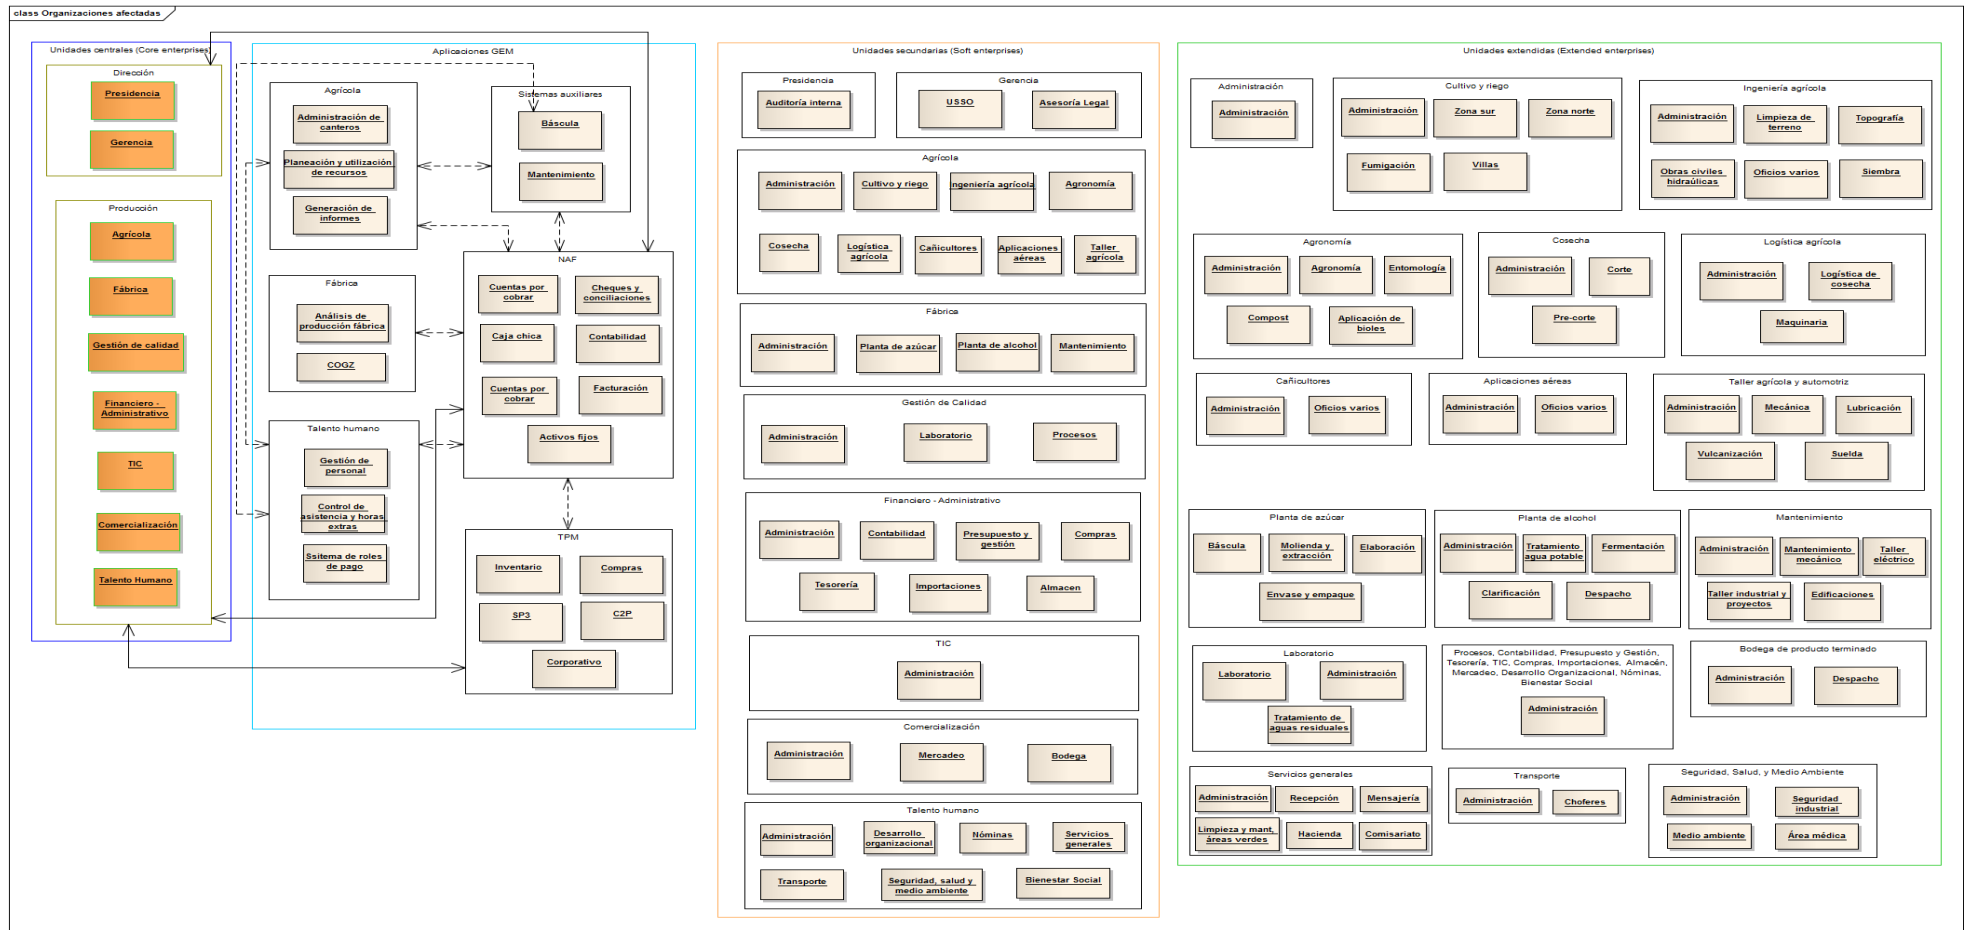 class Organizaciones afectadas
Unidades centrales (Core enterprises)
Dirección
Presidencia
Gerencia
Producción
Agrícola
Fábrica
Gestión de calidad
Financiero -
Administrativo
TIC
Comercialización
Talento Humano
Aplicaciones GEM
Agrícola
Administración de
canteros
Planeación y utilización
de recursos
Generación de
informes
Sistemas auxiliares
Báscula
Mantenimiento
Fábrica
Análisis de
producción fábrica
COGZ
NAF
Cuentas por
cobrar
Cheques y
conciliaciones
Caja chica
Contabilidad
Cuentas por
cobrar
Facturación
Activos fijos
Talento humano
Gestión de
personal
Control de
asistencia y horas
extras
Ssitema de roles
de pago
TPM
Inventario
Compras
SP3
C2P
Corporativo
Unidades secundarias (Soft enterprises)
Presidencia
Auditoría interna
Gerencia
USSO
Asesoría Legal
Agrícola
Administración
Cultivo y riego
Ingeniería agrícola
Agronomía
Cosecha
Logística
agrícola
Cañicultores
Aplicaciones
aéreas
Taller
agrícola
Fábrica
Administración
Planta de azúcar
Planta de alcohol
Mantenimiento
Gestión de Calidad
Administración
Laboratorio
Procesos
Financiero - Administrativo
Administración
Contabilidad
Presupuesto y
gestión
Compras
Tesorería
Importaciones
Almacen
TIC
Administración
Comercialización
Administración
Mercadeo
Bodega
Talento humano
Administración
Desarrollo
organizacional
Nóminas
Servicios
generales
Transporte
Seguridad, salud y
medio ambiente
Bienestar Social
Unidades extendidas (Extended enterprises)
Administración
Administración
Cultivo y riego
Administración
Zona sur
Zona norte
Fumigación
Villas
Ingeniería agrícola
Administración
Limpieza de
terreno
Topografía
Obras civiles
hidraúlicas
Oficios varios
Siembra
Agronomía
Administración
Agronomía
Entomología
Compost
Aplicación de
bioles
Cosecha
Administración
Corte
Pre-corte
Logística agrícola
Administración
Logística de
cosecha
Maquinaria
Cañicultores
Administración
Oficios varios
Aplicaciones aéreas
Administración
Oficios varios
Taller agrícola y automotriz
Administración
Mecánica
Lubricación
Vulcanización
Suelda
Planta de azúcar
Báscula
Molienda y
extracción
Elaboración
Envase y empaque
Planta de alcohol
Administración
Tratamiento
agua potable
Fermentación
Clarificación
Despacho
Mantenimiento
Administración
Mantenimiento
mecánico
Taller
eléctrico
Taller industrial y
proyectos
Edificaciones
Laboratorio
Laboratorio
Administración
Tratamiento de
aguas residuales
Procesos, Contabilidad, Presupuesto y Gestión,
Tesorería, TIC, Compras, Importaciones, Almacén,
Mercadeo, Desarrollo Organizacional, Nóminas,
Bienestar Social
Administración
Bodega de producto terminado
Administración
Despacho
Servicios generales
Administración
Recepción
Mensajería
Limpieza y mant,
áreas verdes
Hacienda
Comisariato
Transporte
Administración
Choferes
Seguridad, Salud, y Medio Ambiente
Administración
Seguridad
industrial
Medio ambiente
Área médica